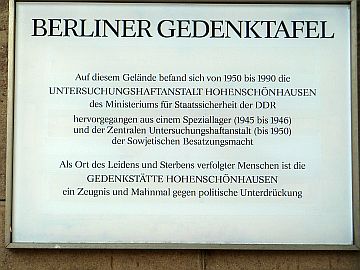 BERLINER GEDENKTAFEL
Auf diesem Gelände befand sich von 1950 bis 1990 die
UNTERSUCHUNGSHAFTANSTALT HOHENSCHÖNHAUSEN
des Ministeriums für Staatssicherheit der DDR
hervorgegangen aus einem Speziallager (1945 bis 1946)
und der Zentralen Untersuchungshaftanstalt (bis 1950)
der Sowjetischen Besatzungsmacht
Als Ort des Leidens und Sterbens verfolgter Menschen ist die
GEDENKSTÄTTE HOHENSCHÖNHAUSEN
ein Zeugnis und Mahnmal gegen politische Unterdrückung